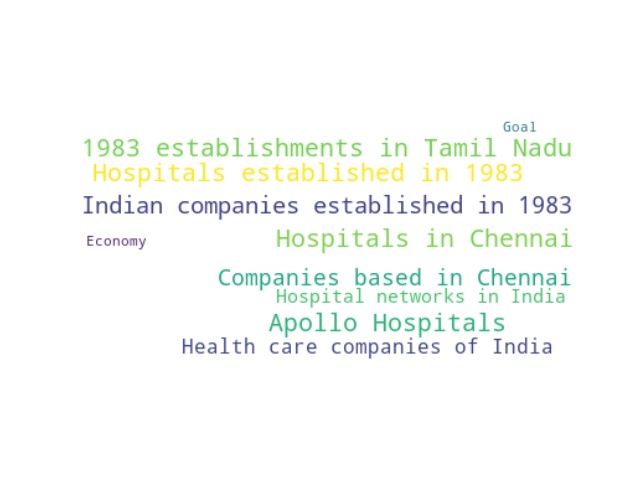 Goal
1983 establishments in Tamil Nadu
Hospitals established in 1983
Indian companies established in 1983
Economy
Hospitals in Chennai
Companies based in Chennai
Hospital networks in India
Apollo Hospitals
Health care companies of India